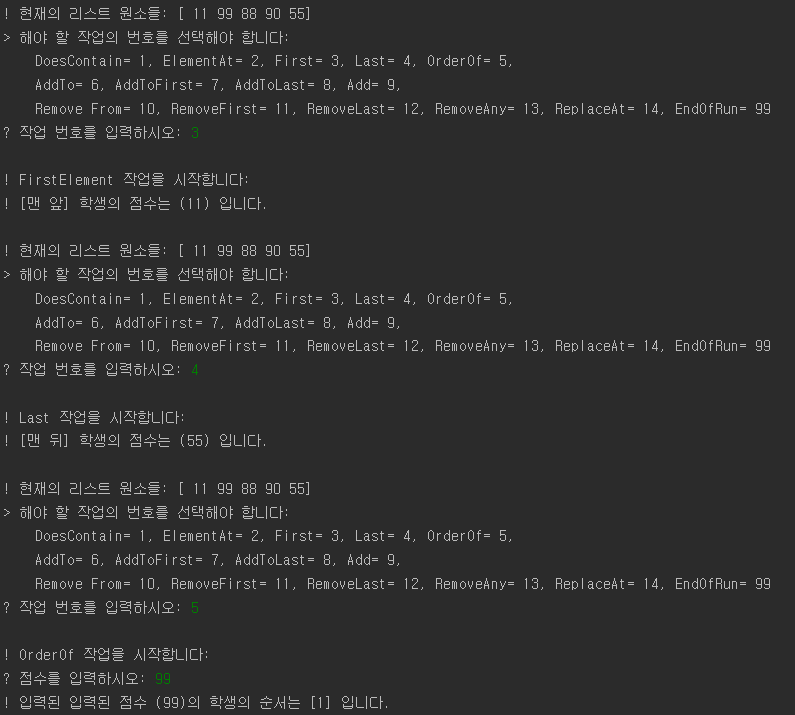 ! 현재의 리스트 원소들: [ 11 99 88 90 55]
> 해야 할 작업의 번호를 선택해야 합니다:
DoesContain= 1, ElementAt= 2, First= 3, Last= 4, OrderOf= 5,
AddTo= 6, AddToFirst= 7, AddToLast= 8, Add= 9,
Remove From= 10, RemoveFirst= 11, RemoveLast= 12, RemoveAny= 13, ReplaceAt= 14, EndOfRun= 99
? 작업 번호를 입력하시오: 3
! FirstElement 작업을 시작합니다:
! [맨 앞] 학생의 점수는 (11) 입니다.
! 현재의 리스트 원소들: [ 11 99 88 90 55]
> 해야 할 작업의 번호를 선택해야 합니다:
DoesContain= 1, ElementAt= 2, First= 3, Last= 4, OrderOf= 5,
AddTo= 6, AddToFirst= 7, AddToLast= 8, Add= 9,
Remove From= 10, RemoveFirst= 11, RemoveLast= 12, RemoveAny= 13, ReplaceAt= 14, EndOfRun= 99
? 작업 번호를 입력하시오: 4
! Last 작업을 시작합니다:
! [맨 뒤] 학생의 점수는 (55) 입니다.
! 현재의 리스트 원소들: [ 11 99 88 90 55]
> 해야 할 작업의 번호를 선택해야 합니다:
DoesContain= 1, ElementAt= 2, First= 3, Last= 4, OrderOf= 5,
AddTo= 6, AddToFirst= 7, AddToLast= 8, Add= 9,
Remove From= 10, RemoveFirst= 11, RemoveLast= 12, RemoveAny= 13, ReplaceAt= 14, EndOfRun= 99
? 작업 번호를 입력하시오: 5
! OrderOf 작업을 시작합니다:
? 점수를 입력하시오: 99
! 입력된 입력된 점수 (99)의 학생의 순서는 [1] 입니다.